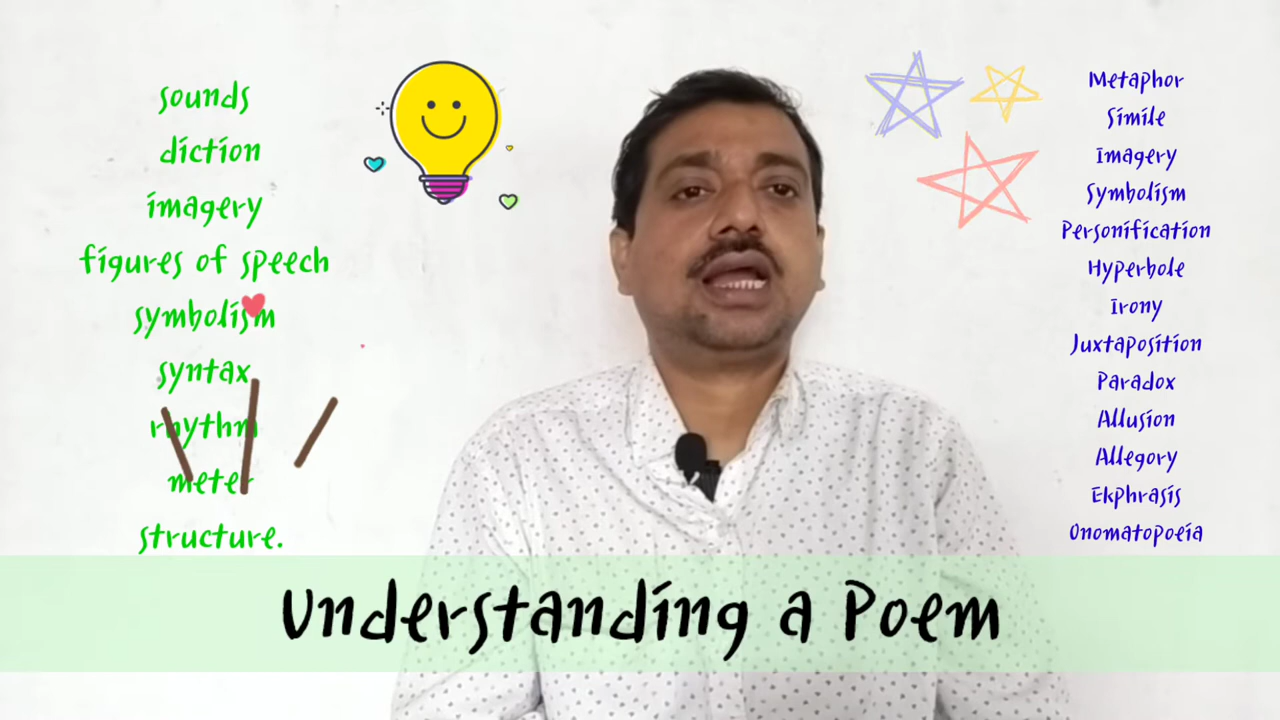 sounds
diction
imagery
figures of speech
symbolism
syntax
rhythm
meter
structure.
Metaphor
Simile
Imagery
Symbolism
Personification
Hyperbole
Irony
Juxtaposition
Paradox
Allusion
Allegory
Ekphrasis
Onomatopoeia
Understanding a Poem